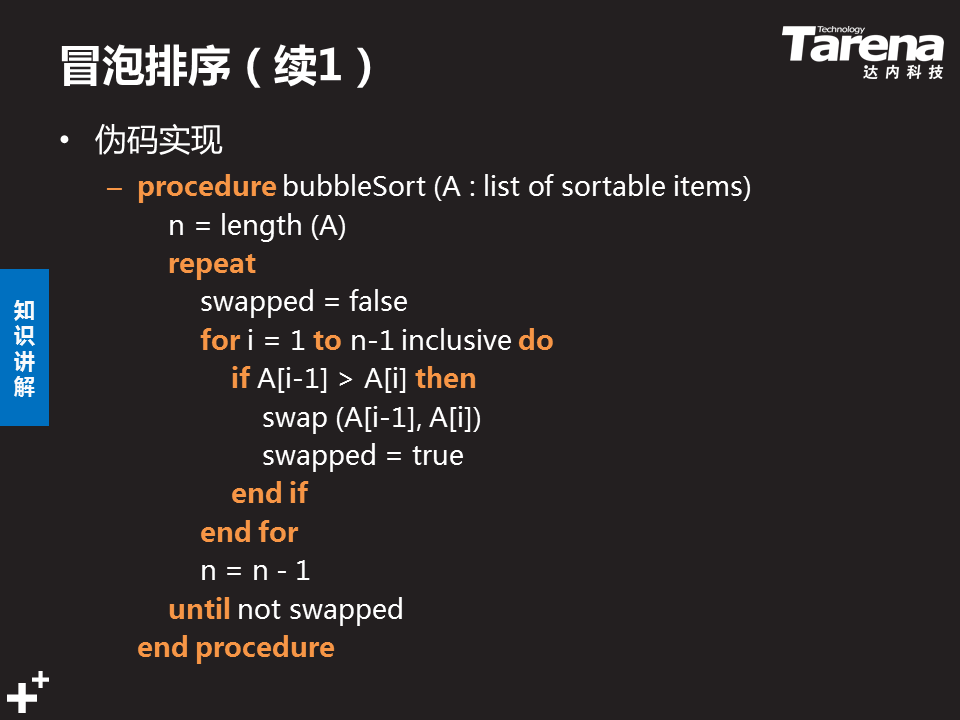 冒泡排序（续1）
Technology
Tarena
达内科技
• 伪码实现
– procedure bubbleSort (A : list of sortable items)
n = length (A)
repeat
swapped = false
for i = 1 to n-1 inclusive do
if A[i-1] > A[i] then
swap (A[i-1], A[i])
swapped = true
end if
end for
n = n - 1
until not swapped
end procedure
知识讲解